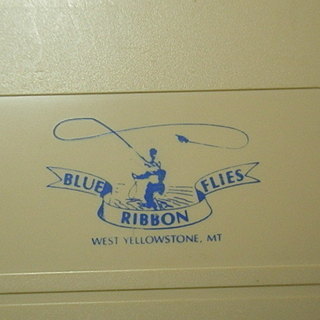 BLUE RIBBON FLIES
WEST YELLOWSTONE, MT